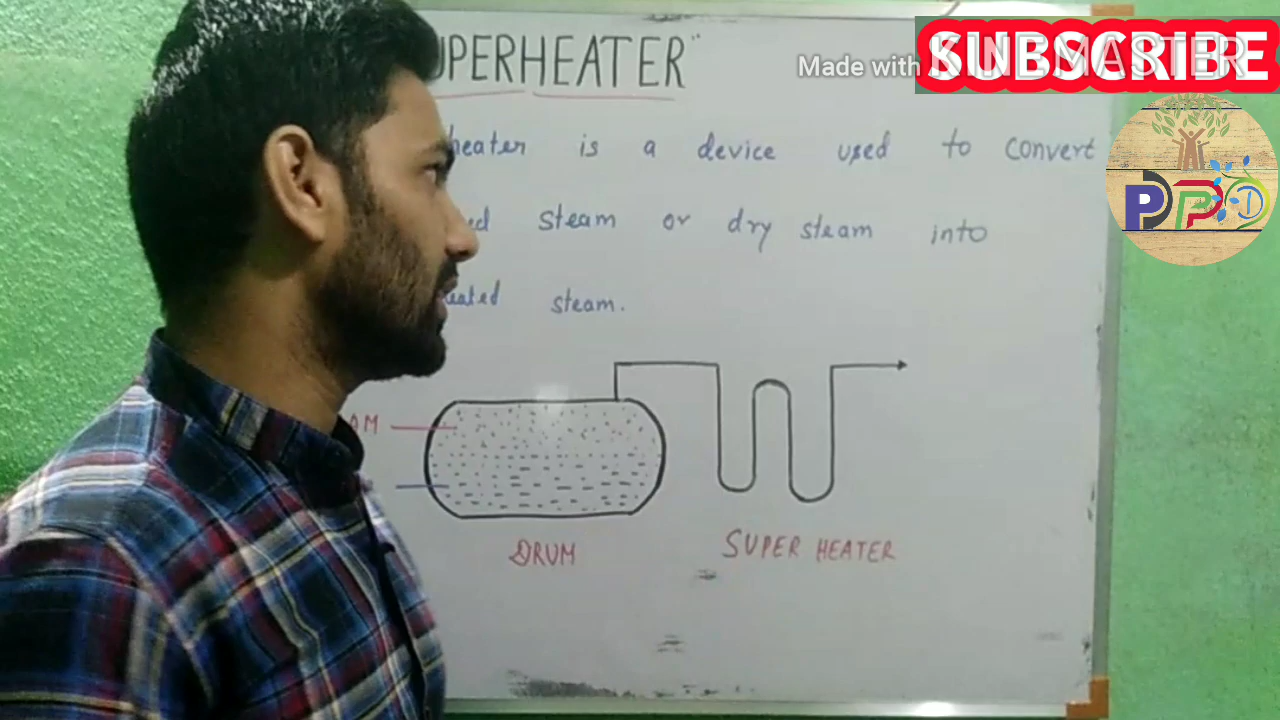 UPERHEATER"
Made with KINEMASTER
SUBSCRIBE
heater is a device used to convert
ed steam or dry steam into
eated steam.
AM
DRUM
SUPER HEATER